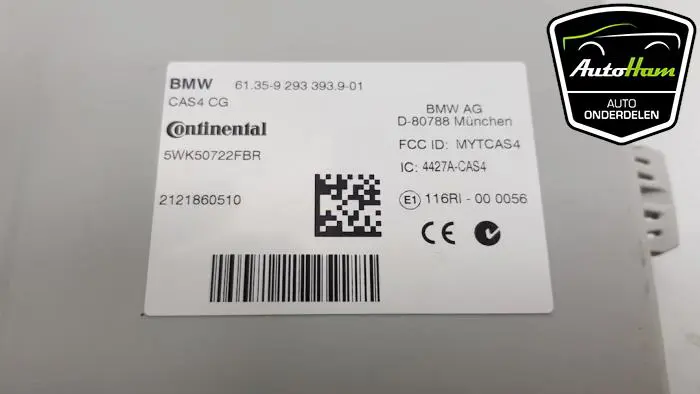 BMW 61.35-9 293 393.9-01
CAS4 CG
Continental
5WK50722FBR
2121860510
BMW AG
D-80788 München
FCC ID: MYTCAS4
IC: 4427A-CAS4
E1 116RI - 00 0056
CE
AutoHam
AUTO
ONDERDELEN